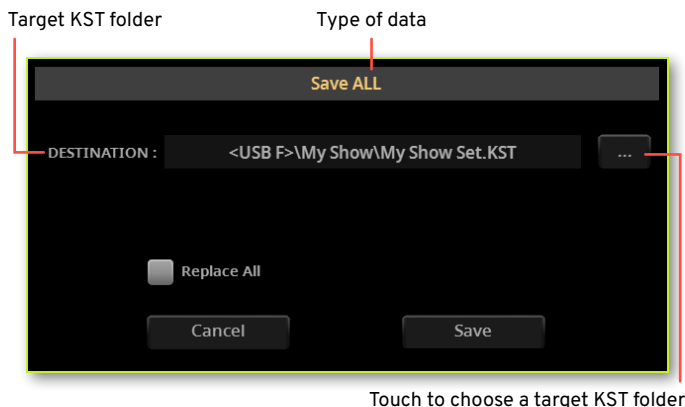 Target KST folder
Type of data
Save ALL
DESTINATION :
<USB F>\My Show\My Show Set.KST
...
Replace All
Cancel
Save
Touch to choose a target KST folder